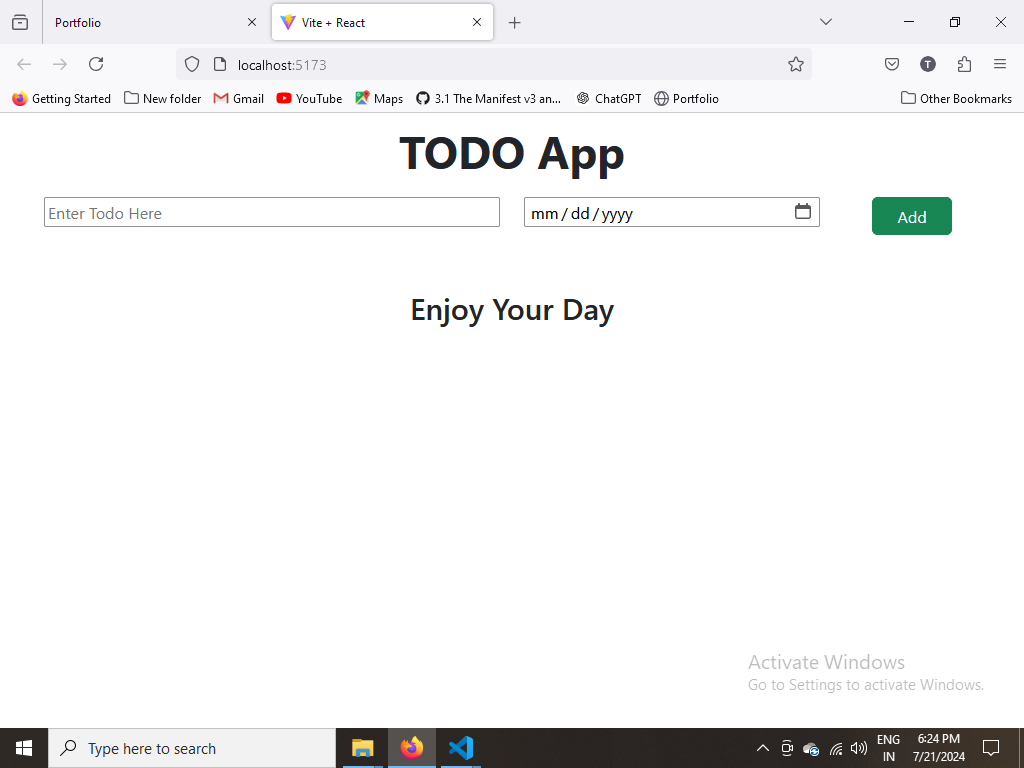 Portfolio
Vite + React
localhost:5173
T
Getting Started
New folder
Gmail
YouTube
Maps
3.1 The Manifest v3 an...
ChatGPT
Portfolio
Other Bookmarks
TODO App
Enter Todo Here
mm / dd / yyyy
Add
Enjoy Your Day
Activate Windows
Go to Settings to activate Windows.
Type here to search
ENG
IN
6:24 PM
7/21/2024